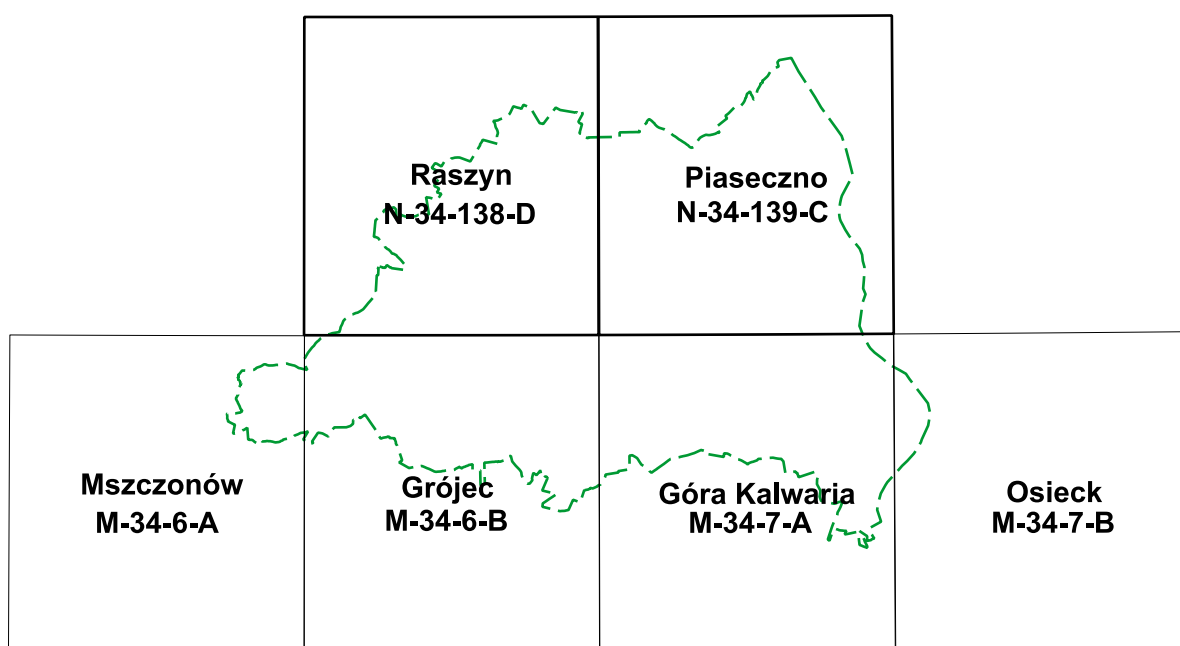 Raszyn
N-34-138-D
Piaseczno
N-34-139-C
Mszczonów
M-34-6-A
Grójec
M-34-6-B
Góra Kalwaria
M-34-7-A
Osieck
M-34-7-B